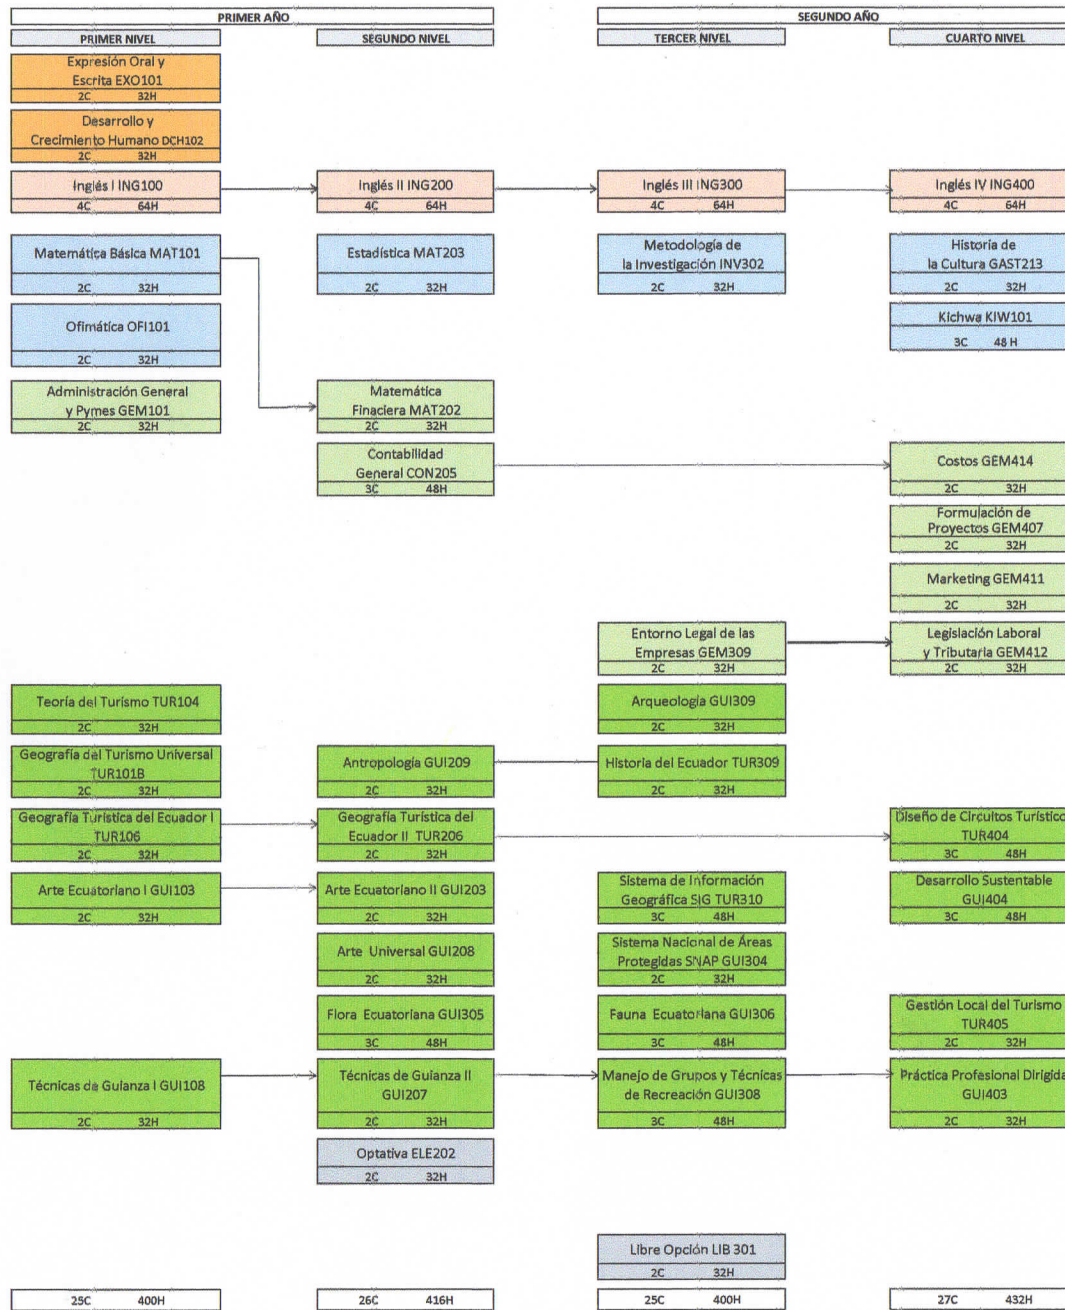 PRIMER AÑO
SEGUNDO AÑO
PRIMER NIVEL
SEGUNDO NIVEL
TERCER NIVEL
CUARTO NIVEL
Expresión Oral y
Escrita EXO101
2C 32H
Desarrollo y
Crecimiento Humano DCH102
2C 32H
Inglés I ING100
4C 64H
Inglés II ING200
4C 64H
Inglés III ING300
4C 64H
Inglés IV ING400
4C 64H
Matemática Básica MAT101
2C 32H
Estadística MAT203
2C 32H
Metodología de
la Investigación INV302
2C 32H
Historia de
la Cultura GAST213
2C 32H
Ofimática OFI101
2C 32H
Kichwa KIW101
3C 48 H
Administración General
y Pymes GEM101
2C 32H
Matemática
Finaciera MAT202
2C 32H
Contabilidad
General CON205
3C 48H
Costos GEM414
2C 32H
Formulación de
Proyectos GEM407
2C 32H
Marketing GEM411
2C 32H
Entorno Legal de las
Empresas GEM309
2C 32H
Legislación Laboral
y Tributaria GEM412
2C 32H
Teoría del Turismo TUR104
2C 32H
Arqueología GUI309
2C 32H
Geografía del Turismo Universal
TUR101B
2C 32H
Antropología GUI209
2C 32H
Historia del Ecuador TUR309
2C 32H
Geografía Turística del Ecuador I
TUR106
2C 32H
Geografía Turística del
Ecuador II TUR206
2C 32H
Diseño de Circuitos Turístico
TUR404
3C 48H
Arte Ecuatoriano I GUI103
2C 32H
Arte Ecuatoriano II GUI203
2C 32H
Sistema de Información
Geográfica SIG TUR310
3C 48H
Desarrollo Sustentable
GUI404
3C 48H
Arte Universal GUI208
2C 32H
Sistema Nacional de Áreas
Protegidas SNAP GUI304
2C 32H
Flora Ecuatoriana GUI305
3C 48H
Fauna Ecuatoriana GUI306
3C 48H
Gestión Local del Turismo
TUR405
2C 32H
Técnicas de Guianza I GUI108
2C 32H
Técnicas de Guianza II
GUI207
2C 32H
Manejo de Grupos y Técnicas
de Recreación GUI308
3C 48H
Práctica Profesional Dirigida
GUI403
2C 32H
Optativa ELE202
2C 32H
Libre Opción LIB 301
2C 32H
25C 400H
26C 416H
25C 400H
27C 432H